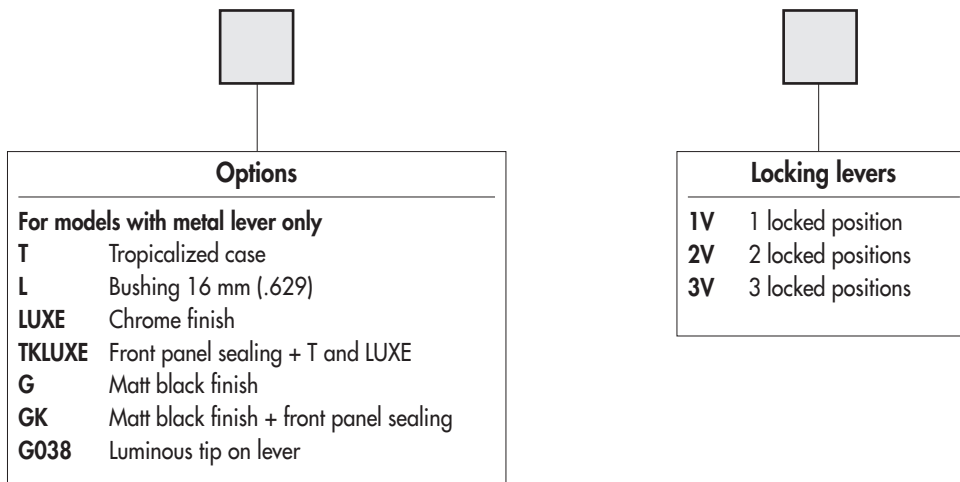 Options
For models with metal lever only
T Tropicalized case
L Bushing 16 mm (.629)
LUXE Chrome finish
TKLUXE Front panel sealing + T and LUXE
G Matt black finish
GK Matt black finish + front panel sealing
G038 Luminous tip on lever
Locking levers
1V 1 locked position
2V 2 locked positions
3V 3 locked positions